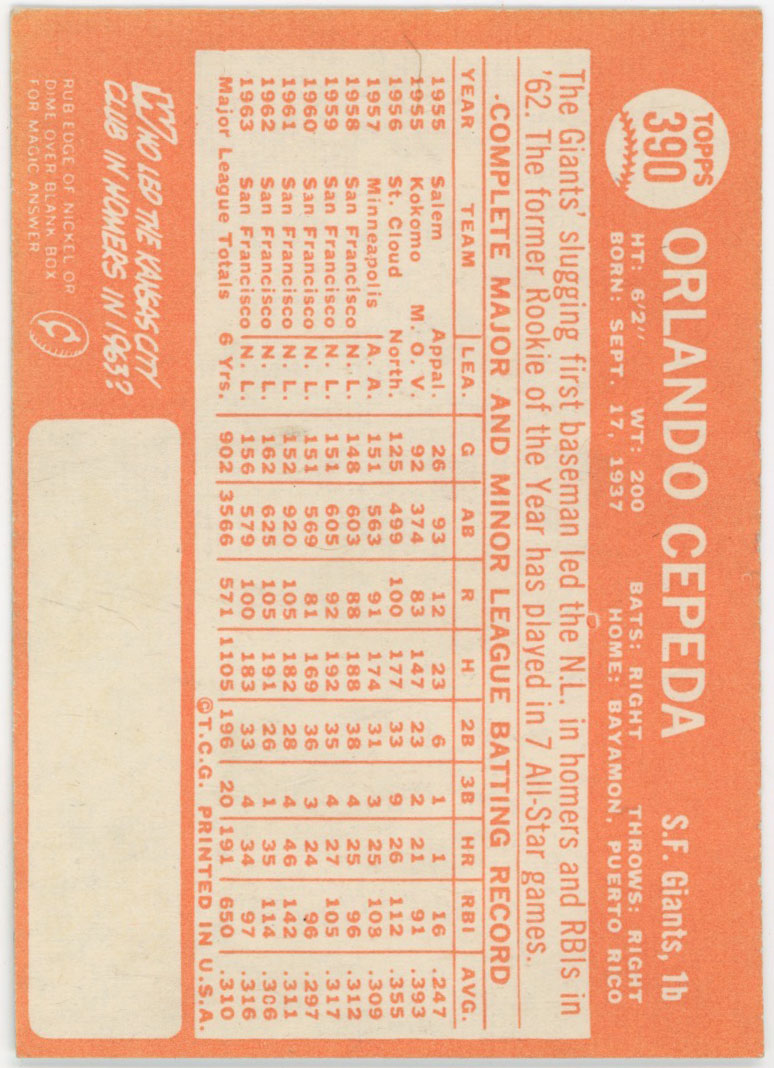 TOPPS
390
ORLANDO CEPEDA S.F. Giants, 1b
HT: 6'2" WT: 200 BATS: RIGHT THROWS: RIGHT
BORN: SEPT. 17, 1937 HOME: BAYAMON, PUERTO RICO
The Giants' slugging first baseman led the N.L. in homers and RBIs in
'62. The former Rookie of the Year has played in 7 All-Star games.
COMPLETE MAJOR AND MINOR LEAGUE BATTING RECORD
YEAR TEAM LEA. G AB R H 2B 3B HR RBI AVG.
1955 Salem Appal. 26 93 12 23 6 1 1 16 .247
1955 Kokomo M. O. V. 92 374 83 147 23 2 21 91 .393
1956 St. Cloud North. 125 499 100 177 33 9 26 112 .355
1957 Minneapolis A. A. 151 563 91 174 31 3 25 103 .309
1958 San Francisco N. L. 148 603 88 188 38 4 25 96 .312
1959 San Francisco N. L. 151 605 92 192 35 4 27 105 .317
1960 San Francisco N. L. 151 569 81 169 36 3 24 96 .297
1961 San Francisco N. L. 152 920 105 182 28 4 46 142 .311
1962 San Francisco N. L. 162 625 105 191 26 1 35 114 .306
1963 San Francisco N. L. 156 579 100 183 33 4 34 97 .316
Major League Totals 6 Yrs. 902 3566 571 1105 196 20 191 650 .310
©T.C.G. PRINTED IN U.S.A.
WHO LED THE KANSAS CITY
CLUB IN HOMERS IN 1963?
RUB EDGE OF NICKEL OR
DIME OVER BLANK BOX
FOR MAGIC ANSWER